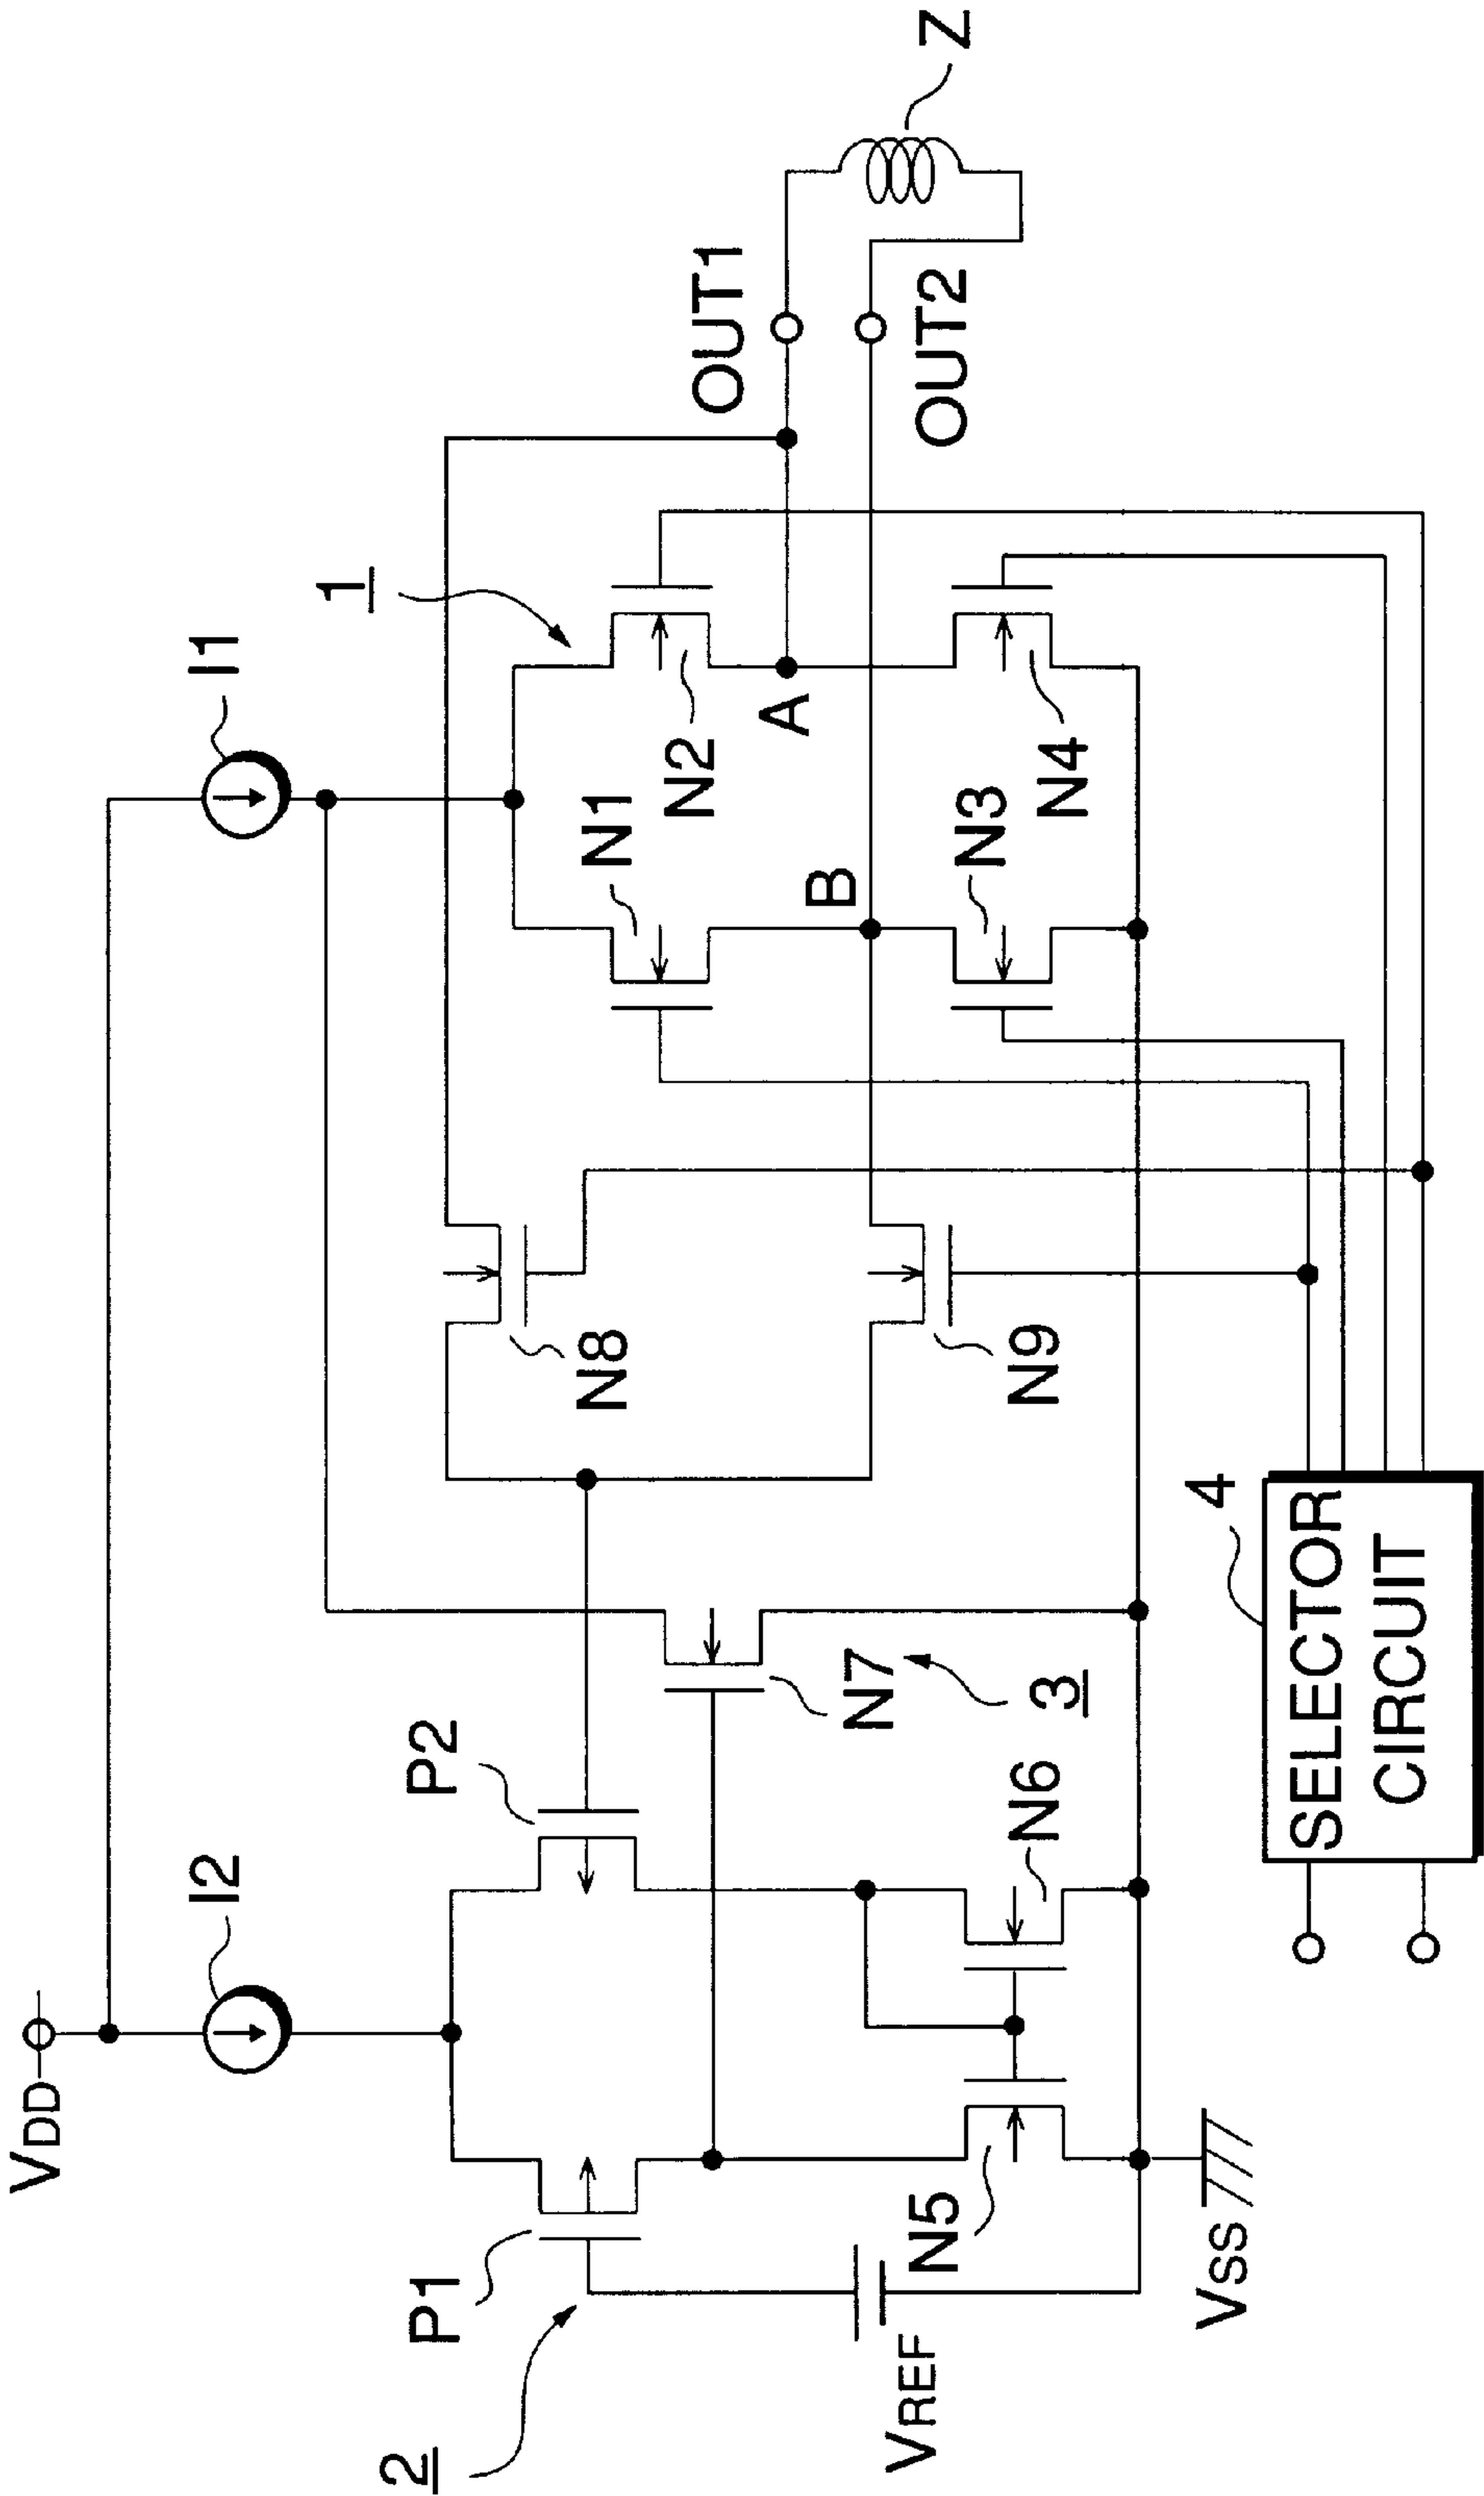 VDD
I2
I1
1
P1
P2
2
N8
N1
N2
A
B
OUT1
OUT2
Z
N7
3
N5
N6
N9
N3
N4
VREF
VSS
4
SELECTOR
CIRCUIT